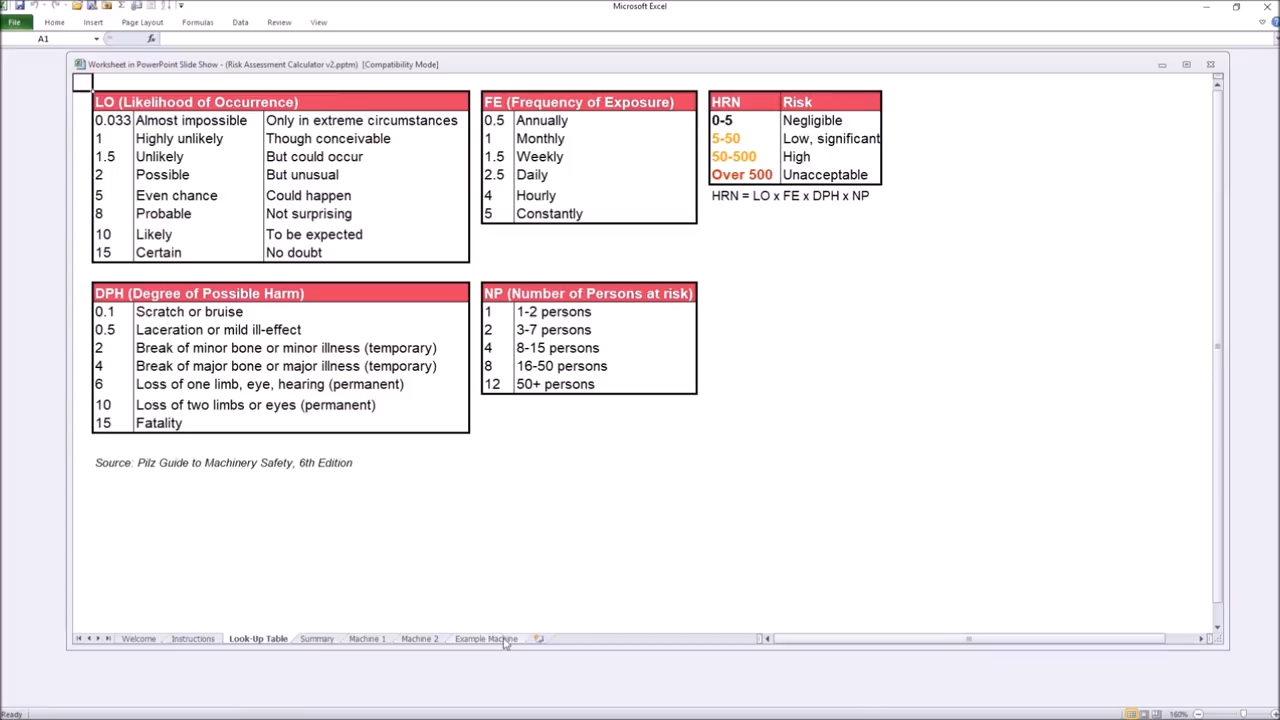 Microsoft Excel
File Home Insert Page Layout Formulas Data Review View
A1 fx
Worksheet in PowerPoint Slide Show - (Risk Assessment Calculator v2.pptm) [Compatibility Mode]
LO (Likelihood of Occurrence)
0.033 Almost impossible Only in extreme circumstances
1 Highly unlikely Though conceivable
1.5 Unlikely But could occur
2 Possible But unusual
5 Even chance Could happen
8 Probable Not surprising
10 Likely To be expected
15 Certain No doubt
FE (Frequency of Exposure)
0.5 Annually
1 Monthly
1.5 Weekly
2.5 Daily
4 Hourly
5 Constantly
HRN Risk
0-5 Negligible
5-50 Low, significant
50-500 High
Over 500 Unacceptable
HRN = LO x FE x DPH x NP
DPH (Degree of Possible Harm)
0.1 Scratch or bruise
0.5 Laceration or mild ill-effect
2 Break of minor bone or minor illness (temporary)
4 Break of major bone or major illness (temporary)
6 Loss of one limb, eye, hearing (permanent)
10 Loss of two limbs or eyes (permanent)
15 Fatality
NP (Number of Persons at risk)
1 1-2 persons
2 3-7 persons
4 8-15 persons
8 16-50 persons
12 50+ persons
Source: Pilz Guide to Machinery Safety, 6th Edition
Welcome Instructions Look-Up Table Summary Machine 1 Machine 2 Example Machine
Ready 160%